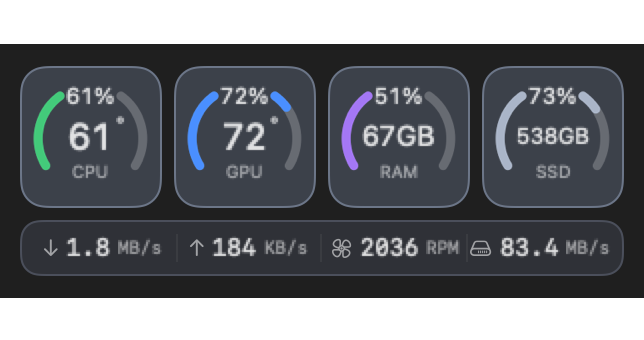 61% 72% 51% 73%
61° 72° 67GB 538GB
CPU GPU RAM SSD
↓ 1.8 MB/s ↑ 184 KB/s 2036 RPM 83.4 MB/s